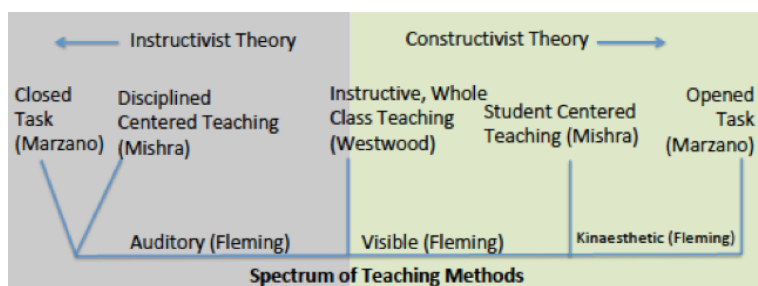 Instructivist Theory
Constructivist Theory
Closed
Task
(Marzano)
Disciplined
Centered Teaching
(Mishra)
Instructive, Whole
Class Teaching
(Westwood)
Student Centered
Teaching (Mishra)
Opened
Task
(Marzano)
Auditory (Fleming)
Visible (Fleming)
Kinaesthetic (Fleming)
Spectrum of Teaching Methods